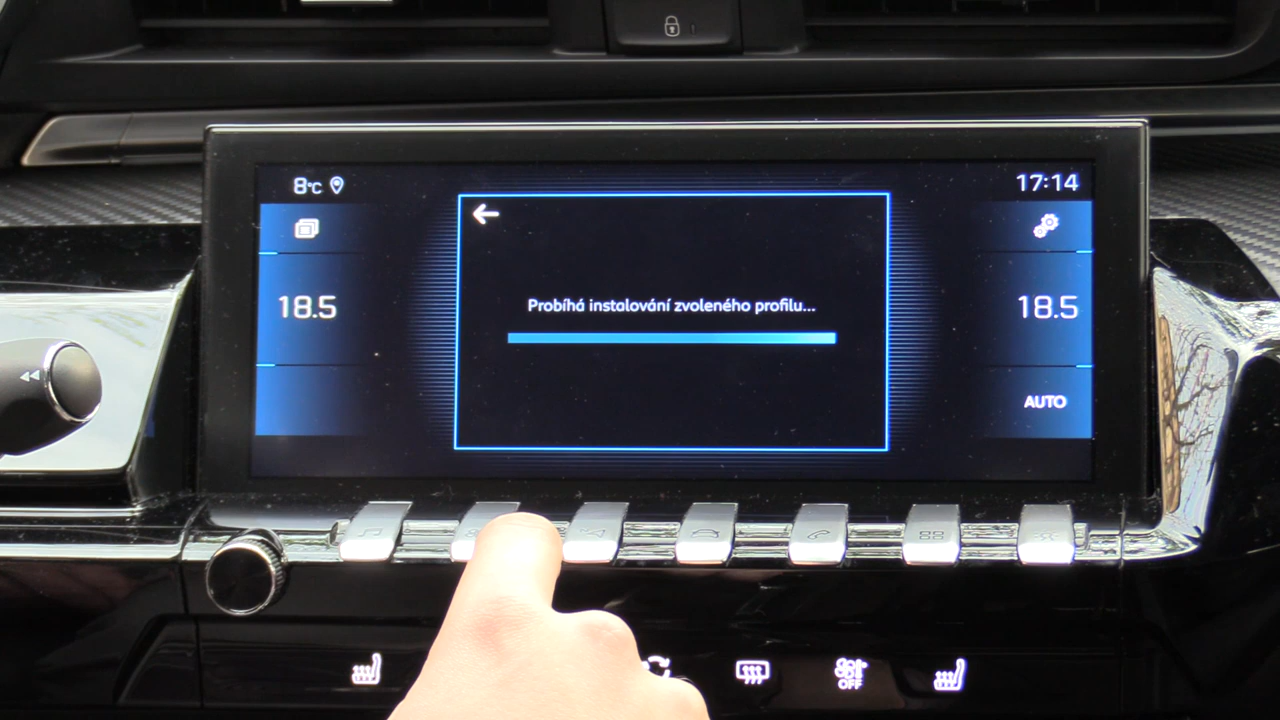 8°C
17:14
18.5
Probíhá instalování zvoleného profilu...
18.5
AUTO
OFF